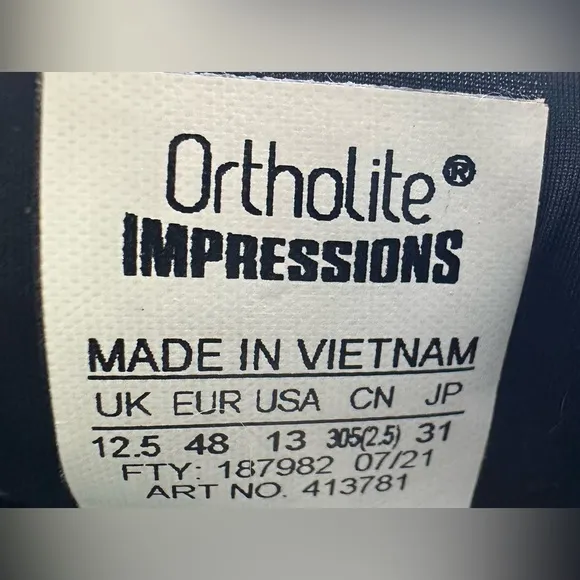 Ortholite®
IMPRESSIONS
MADE IN VIETNAM
UK EUR USA CN JP
12.5 48 13 305(2.5) 31
FTY: 187982 07/21
ART NO. 413781